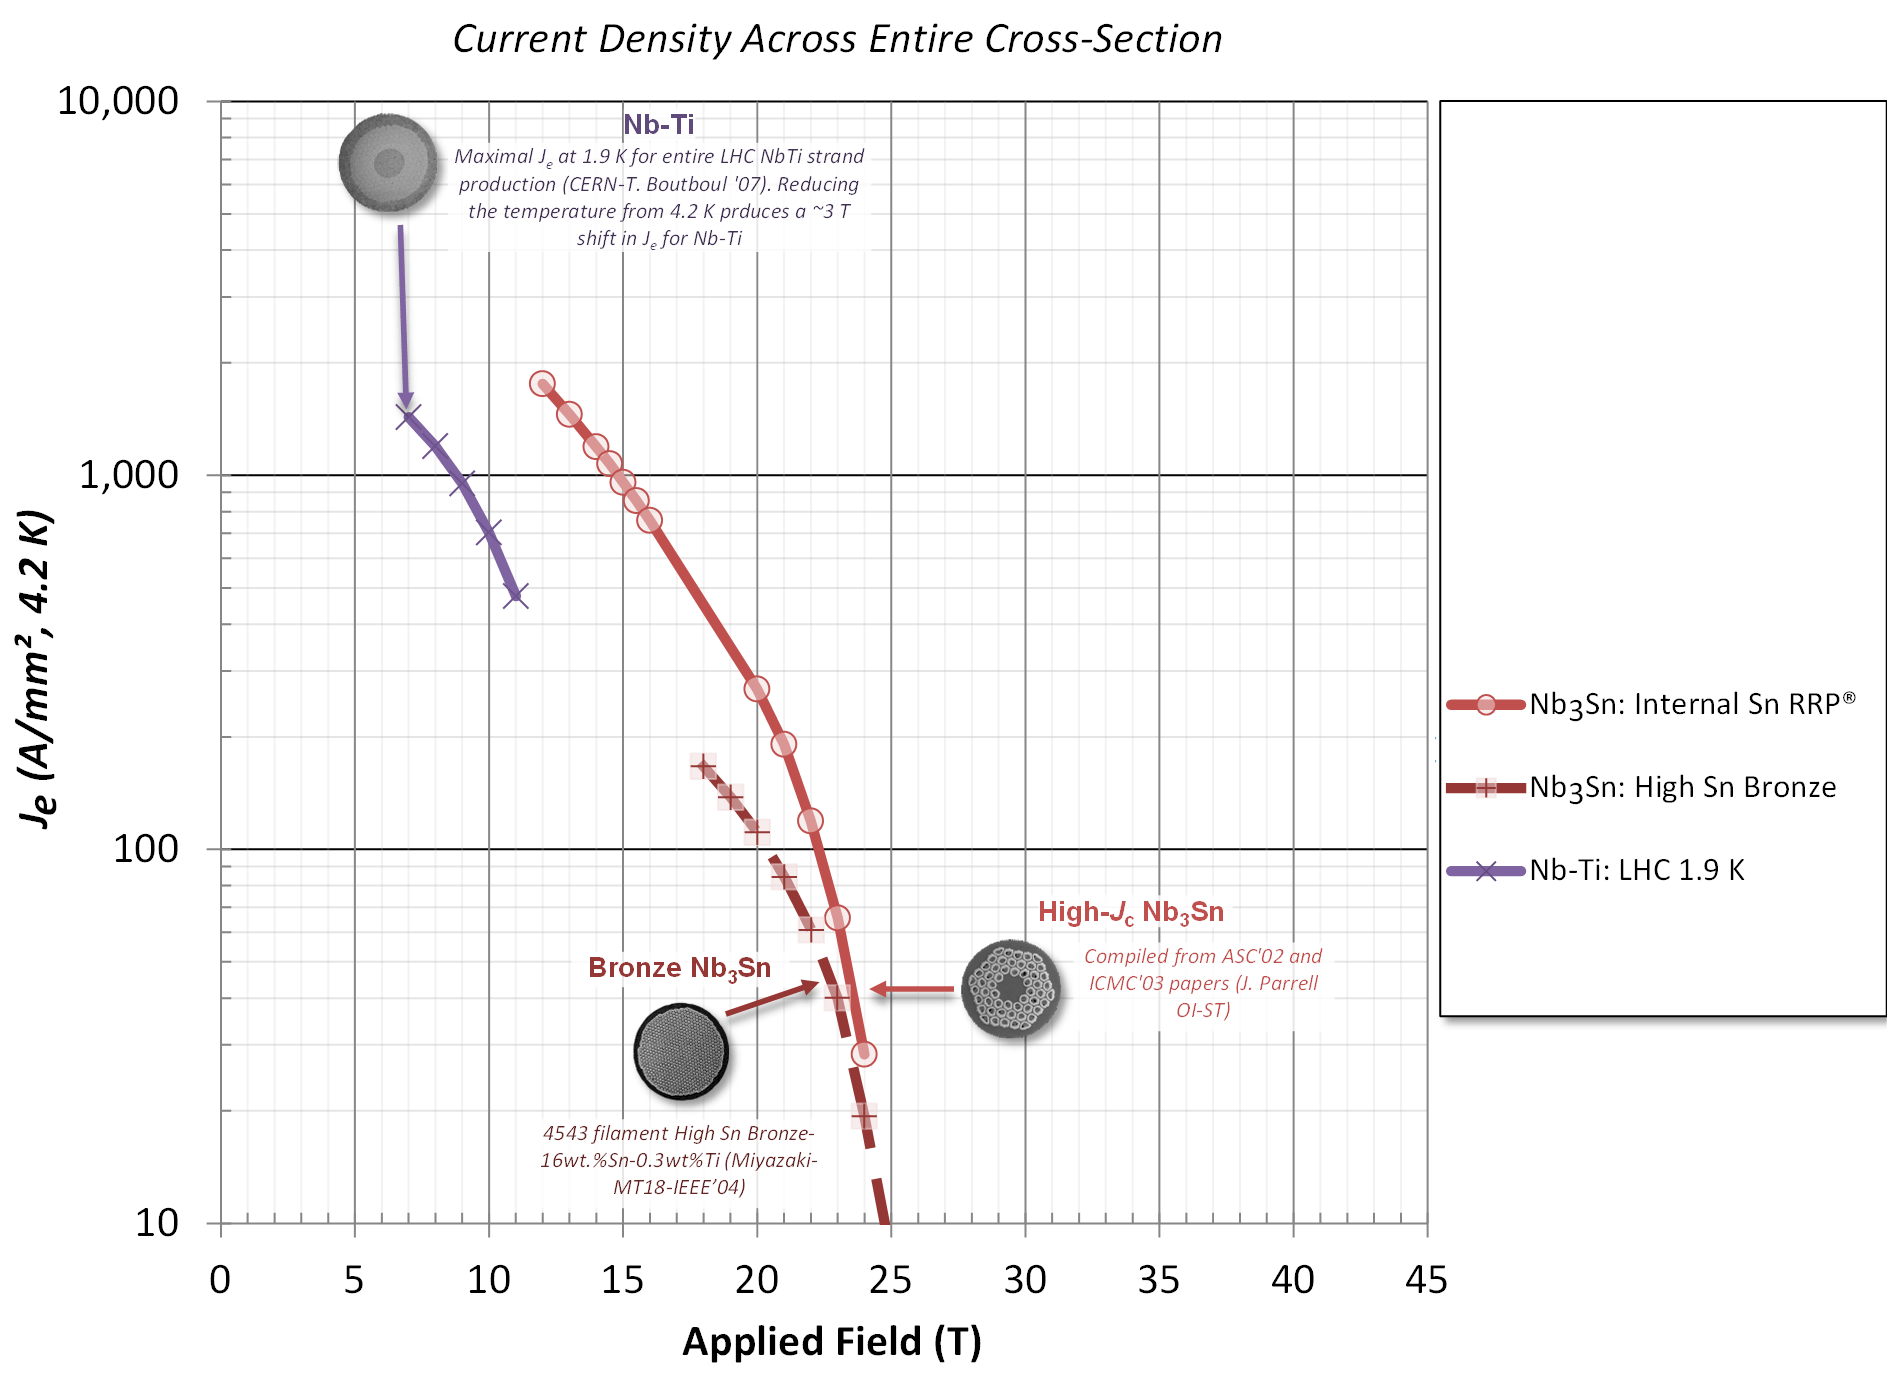 Current Density Across Entire Cross-Section
10,000
1,000
100
10
Je (A/mm², 4.2 K)
Nb-Ti
Maximal Je at 1.9 K for entire LHC NbTi strand
production (CERN-T. Boutboul '07). Reducing
the temperature from 4.2 K prduces a ~3 T
shift in Je for Nb-Ti
Bronze Nb3Sn
4543 filament High Sn Bronze-
16wt.%Sn-0.3wt%Ti (Miyazaki-
MT18-IEEE’04)
High-Jc Nb3Sn
Compiled from ASC'02 and
ICMC'03 papers (J. Parrell
OI-ST)
0 5 10 15 20 25 30 35 40 45
Applied Field (T)
Nb3Sn: Internal Sn RRP®
Nb3Sn: High Sn Bronze
Nb-Ti: LHC 1.9 K